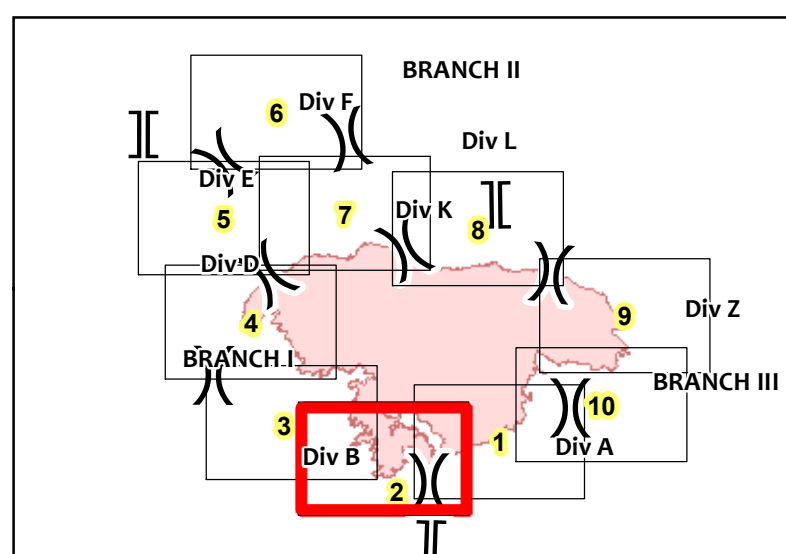 BRANCH II
Div F
6
Div L
Div E
5
7
Div K
8
Div D
4
9
Div Z
BRANCH I
BRANCH III
3
10
1
Div A
Div B
2